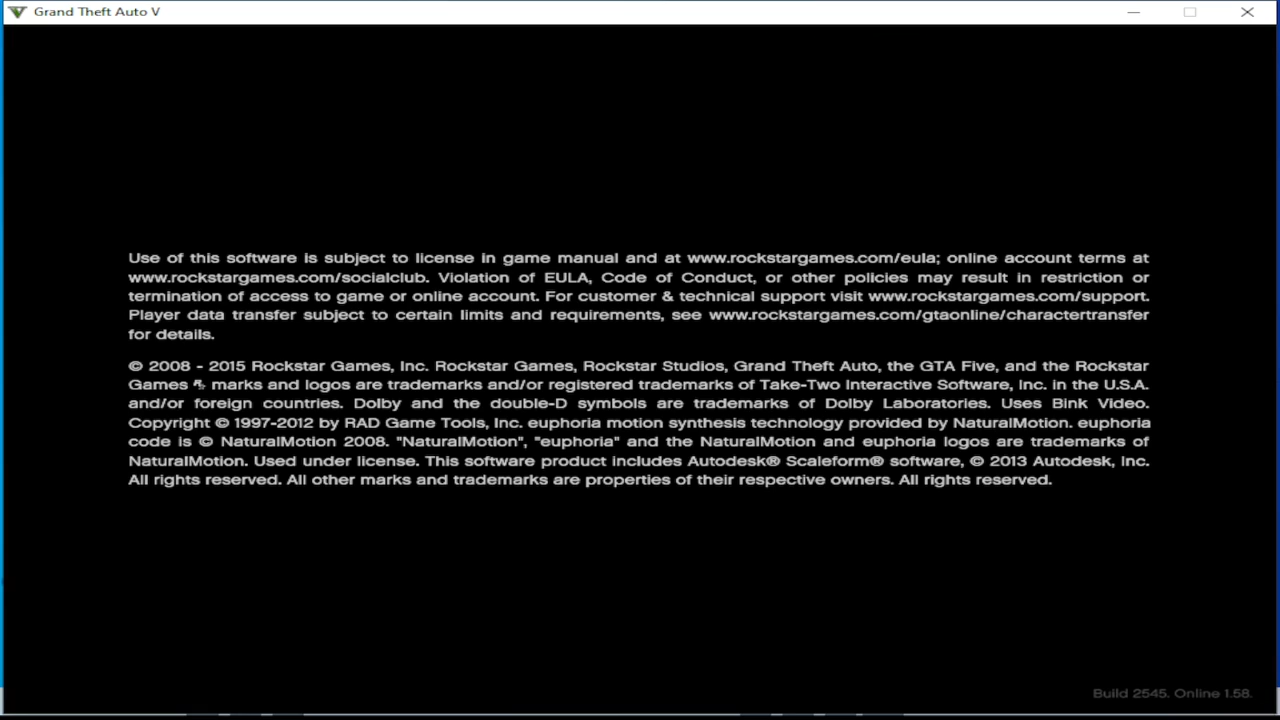 Grand Theft Auto V
Use of this software is subject to license in game manual and at www.rockstargames.com/eula; online account terms at
www.rockstargames.com/socialclub. Violation of EULA, Code of Conduct, or other policies may result in restriction or
termination of access to game or online account. For customer & technical support visit www.rockstargames.com/support.
Player data transfer subject to certain limits and requirements, see www.rockstargames.com/gtaonline/charactertransfer
for details.
© 2008 - 2015 Rockstar Games, Inc. Rockstar Games, Rockstar Studios, Grand Theft Auto, the GTA Five, and the Rockstar
Games R* marks and logos are trademarks and/or registered trademarks of Take-Two Interactive Software, Inc. in the U.S.A.
and/or foreign countries. Dolby and the double-D symbols are trademarks of Dolby Laboratories. Uses Bink Video.
Copyright © 1997-2012 by RAD Game Tools, Inc. euphoria motion synthesis technology provided by NaturalMotion. euphoria
code is © NaturalMotion 2008. "NaturalMotion", "euphoria" and the NaturalMotion and euphoria logos are trademarks of
NaturalMotion. Used under license. This software product includes Autodesk® Scaleform® software, © 2013 Autodesk, Inc.
All rights reserved. All other marks and trademarks are properties of their respective owners. All rights reserved.
Build 2545. Online 1.58.